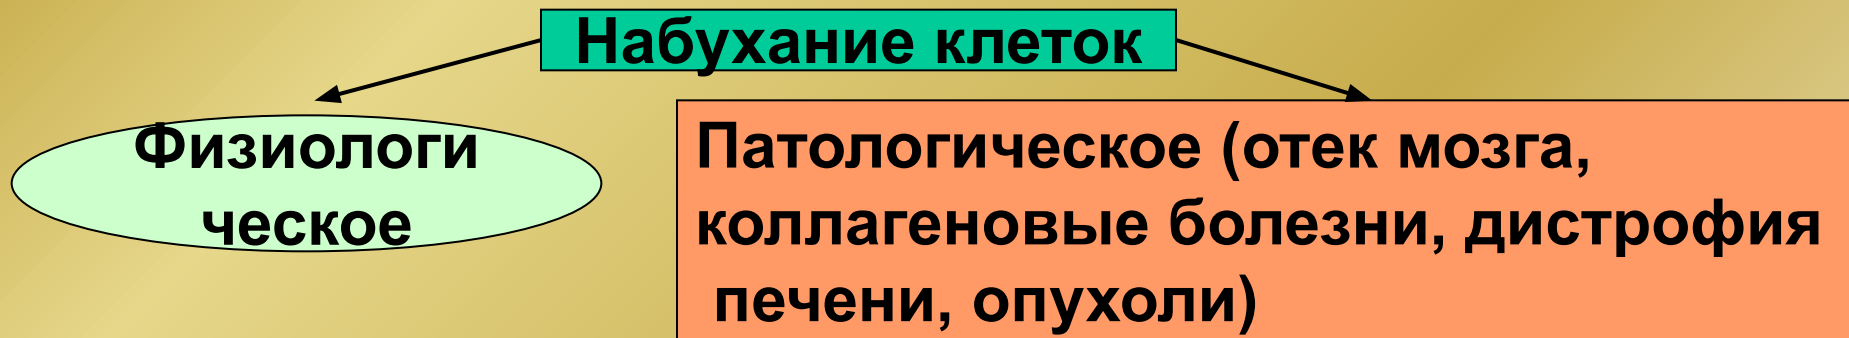 Набухание клеток
Физиологи
ческое
Патологическое (отек мозга,
коллагеновые болезни, дистрофия
печени, опухоли)